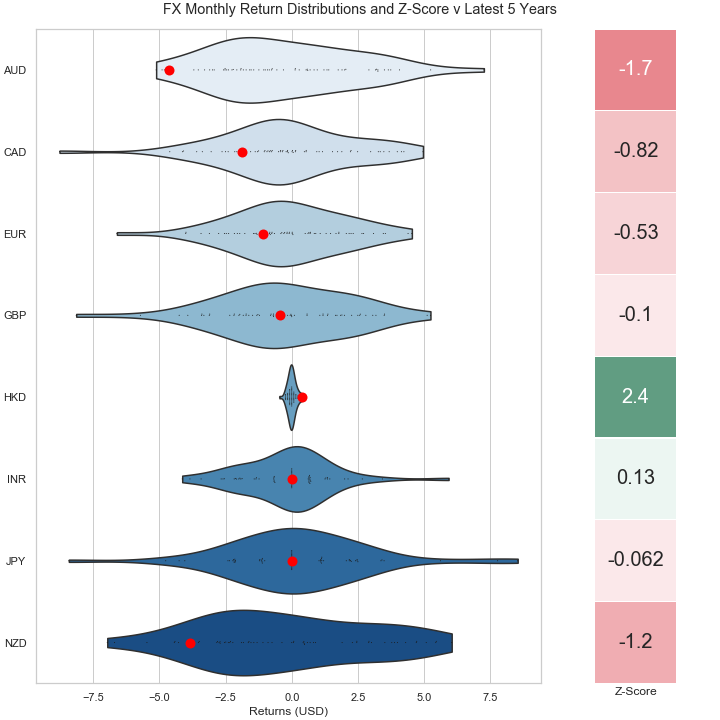 FX Monthly Return Distributions and Z-Score v Latest 5 Years
AUD
-1.7
CAD
-0.82
EUR
-0.53
GBP
-0.1
HKD
2.4
INR
0.13
JPY
-0.062
NZD
-1.2
−7.5 −5.0 −2.5 0.0 2.5 5.0 7.5
Z-Score
Returns (USD)